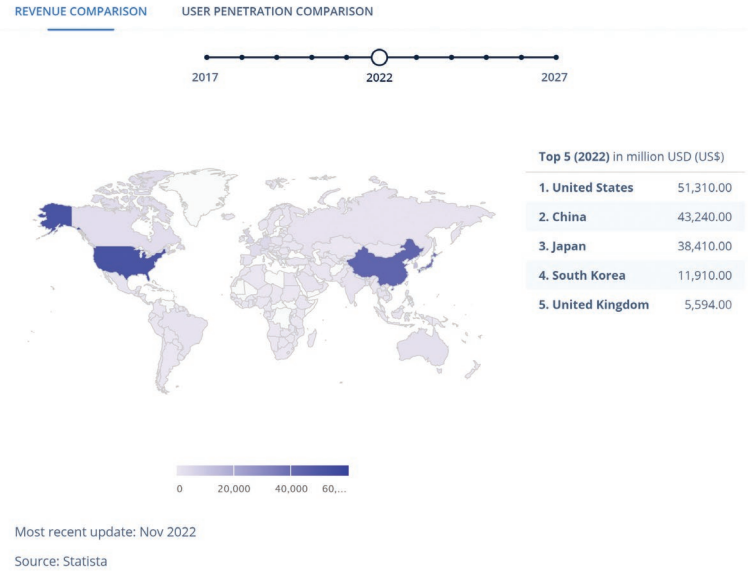 REVENUE COMPARISON USER PENETRATION COMPARISON
2017 2022 2027
Top 5 (2022) in million USD (US$)
1. United States 51,310.00
2. China 43,240.00
3. Japan 38,410.00
4. South Korea 11,910.00
5. United Kingdom 5,594.00
0 20,000 40,000 60,...
Most recent update: Nov 2022
Source: Statista